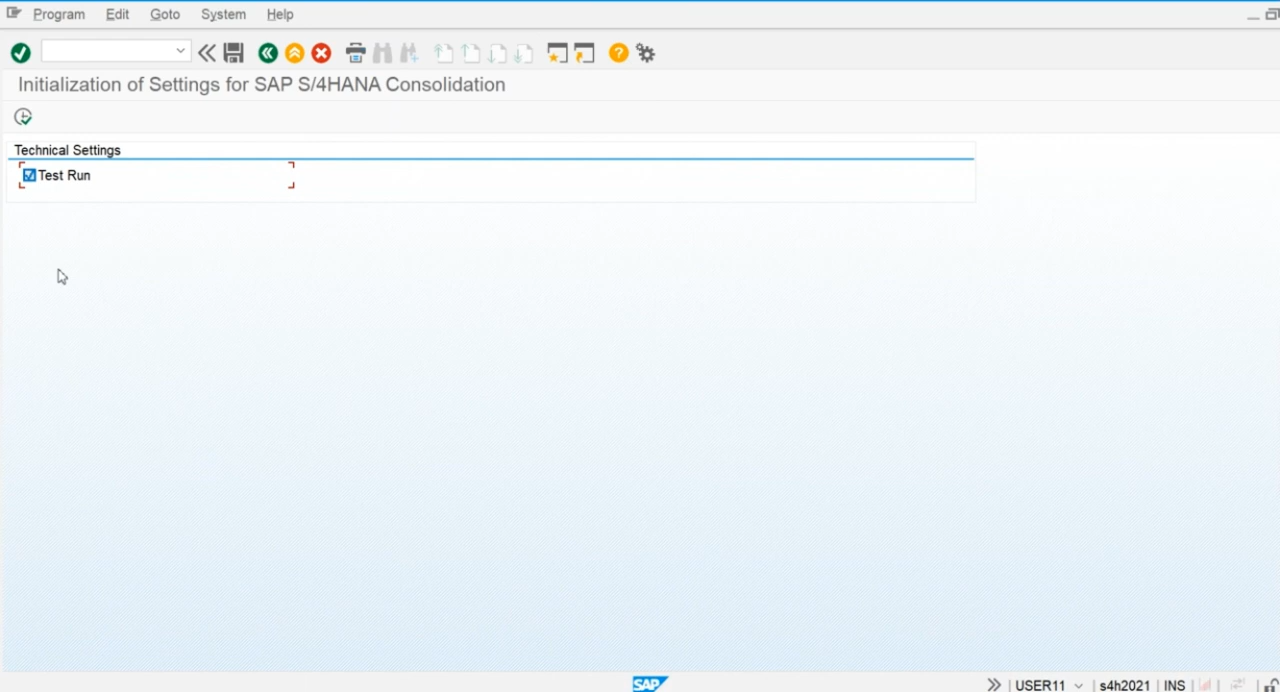 Program Edit Goto System Help
Initialization of Settings for SAP S/4HANA Consolidation
Technical Settings
Test Run
SAP USER11 s4h2021 INS